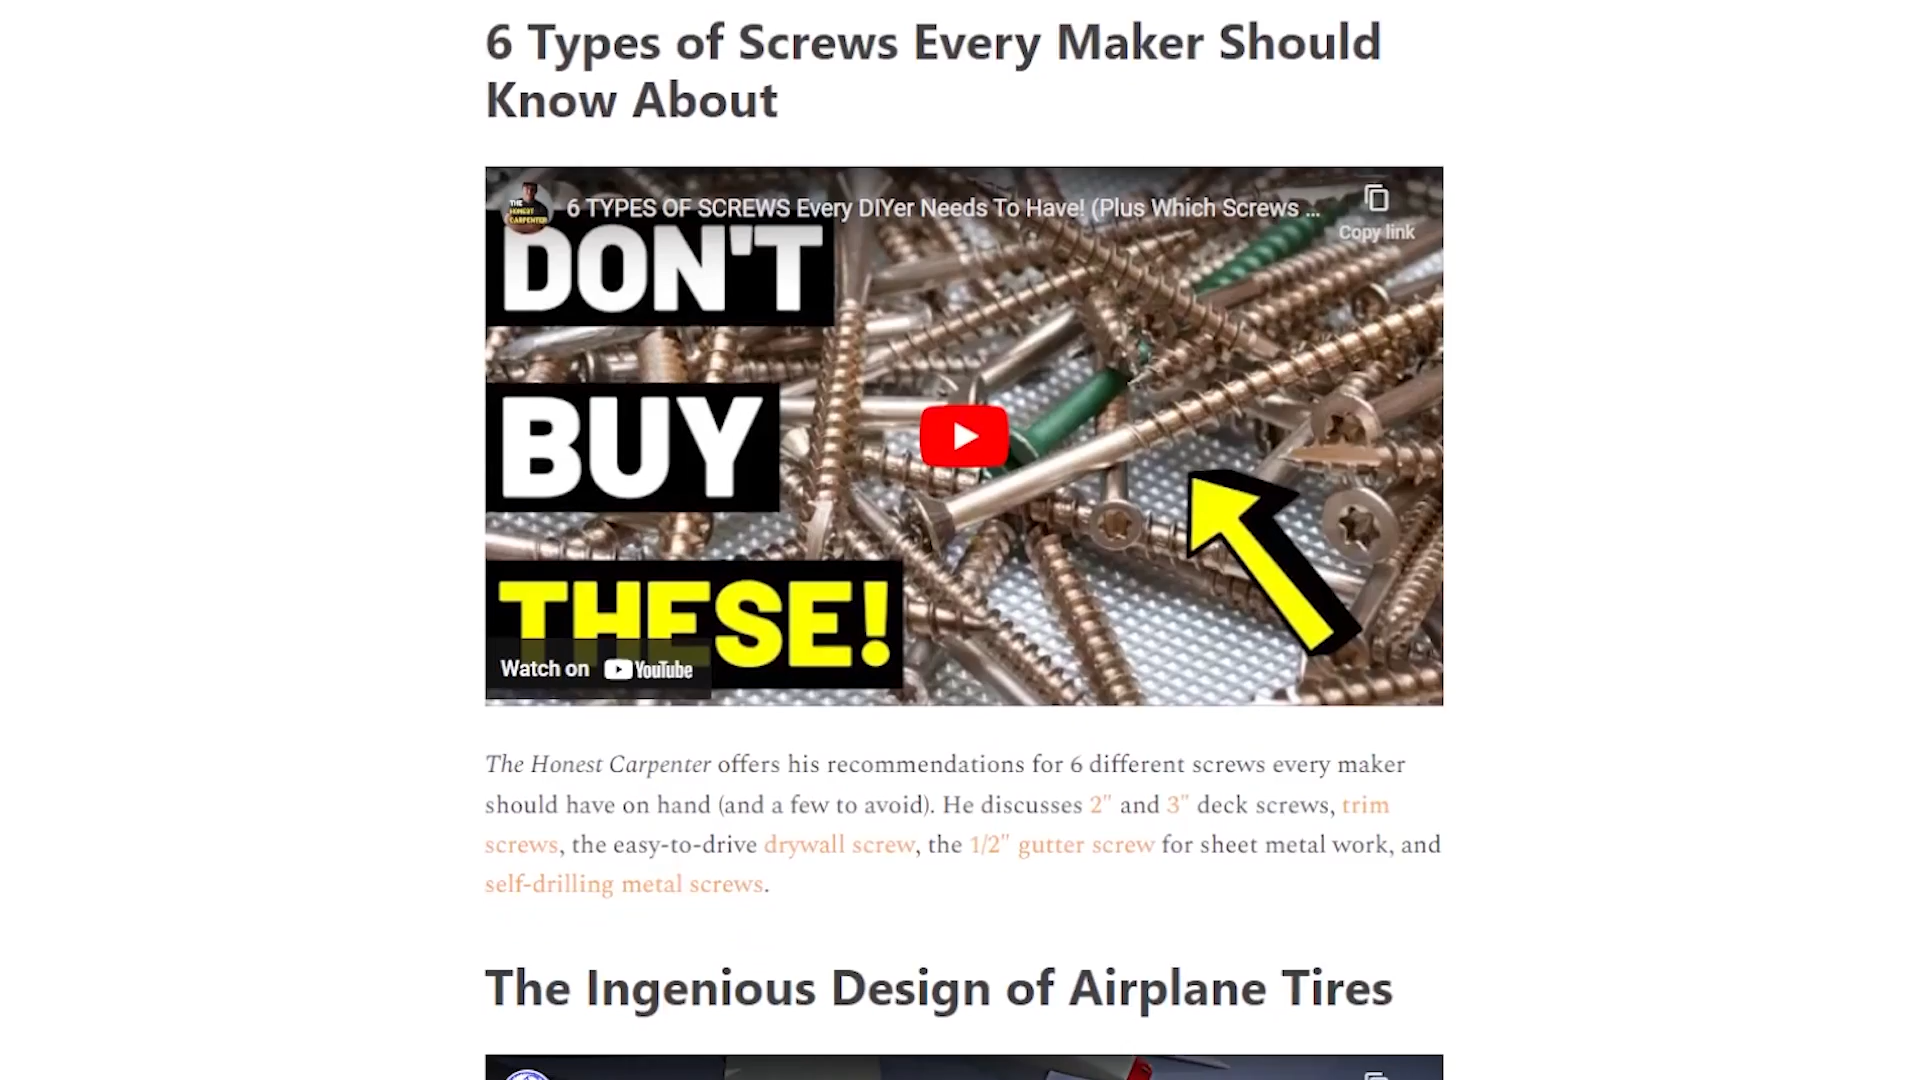 6 Types of Screws Every Maker Should
Know About
THE
HONEST
CARPENTER
6 TYPES OF SCREWS Every DIYer Needs To Have! (Plus Which Screws ...
Copy link
DON'T
BUY
THESE!
Watch on YouTube
The Honest Carpenter offers his recommendations for 6 different screws every maker
should have on hand (and a few to avoid). He discusses 2" and 3" deck screws, trim
screws, the easy-to-drive drywall screw, the 1/2" gutter screw for sheet metal work, and
self-drilling metal screws.
The Ingenious Design of Airplane Tires